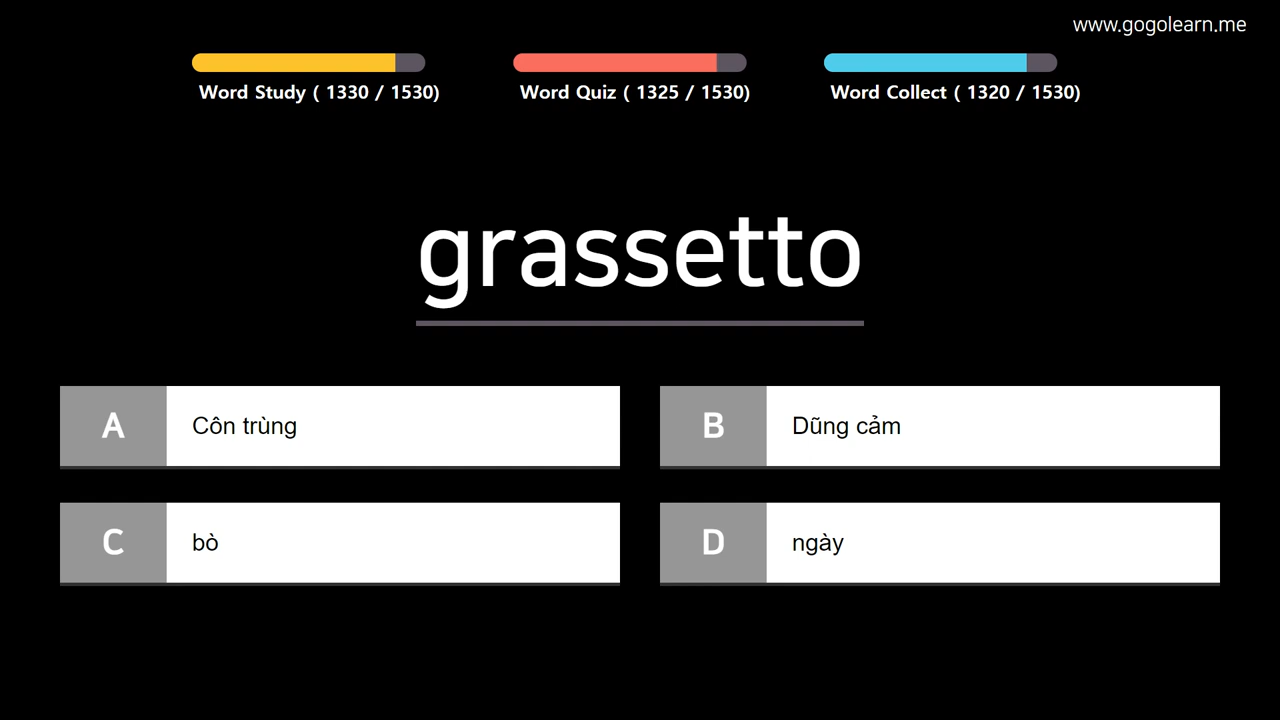 www.gogolearn.me
Word Study ( 1330 / 1530)
Word Quiz ( 1325 / 1530)
Word Collect ( 1320 / 1530)
grassetto
A Côn trùng
B Dũng cảm
C bò
D ngày